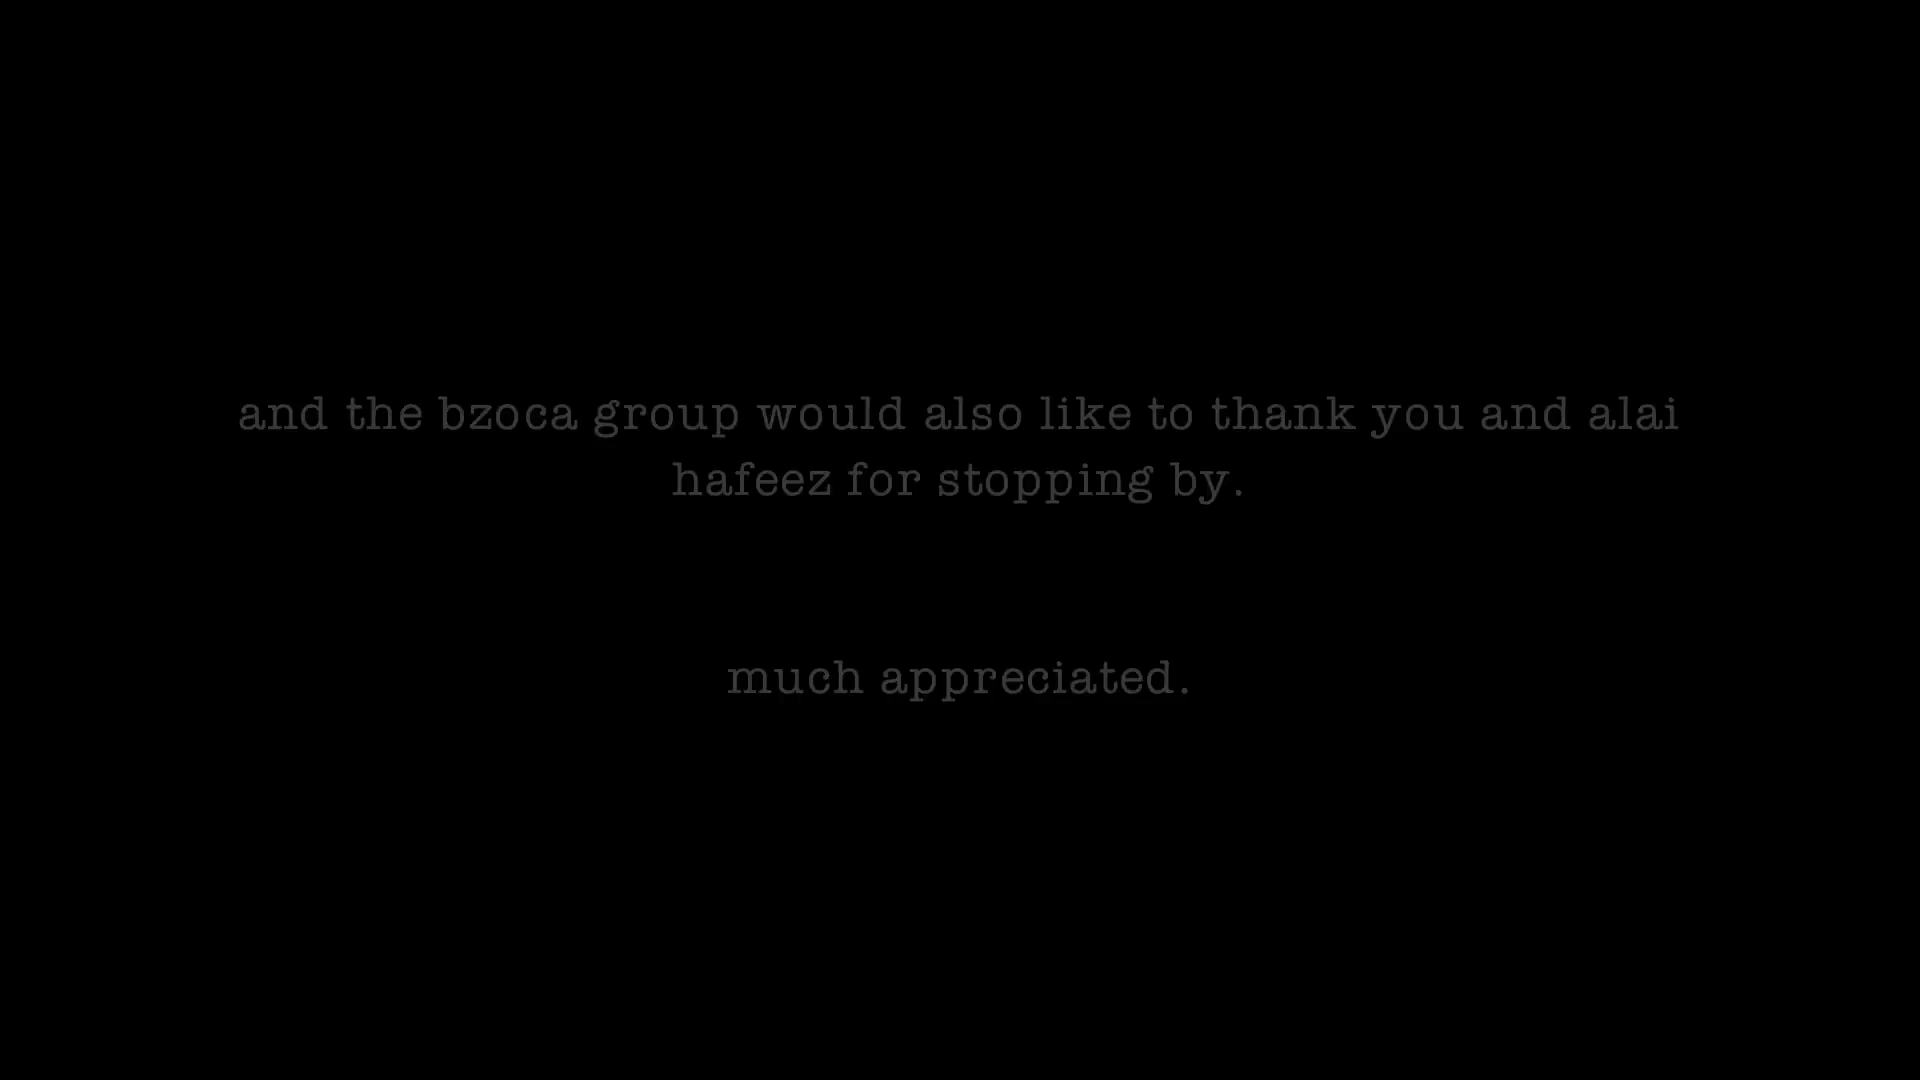 and the bzoca group would also like to thank you and alai
hafeez for stopping by.
much appreciated.